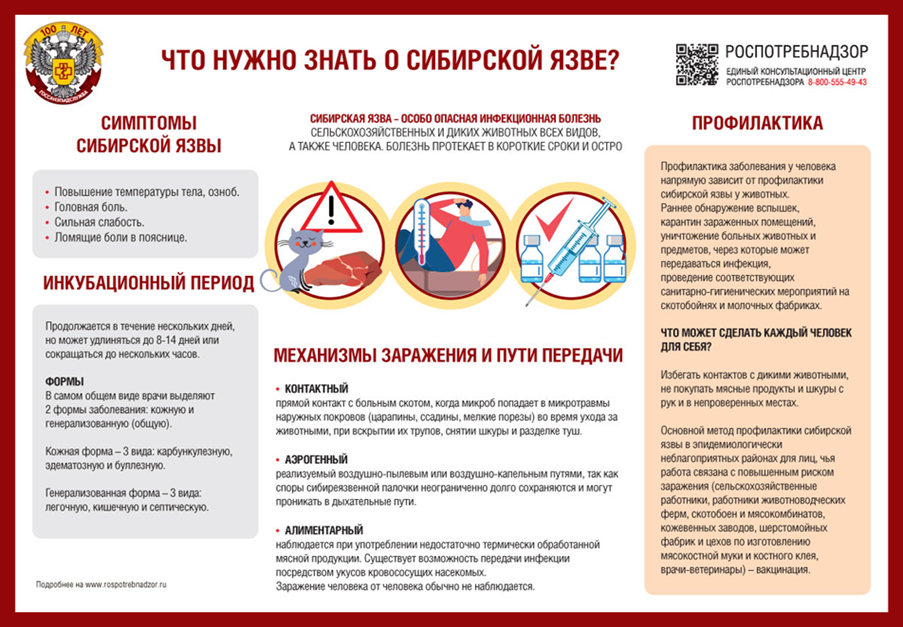 100 ЛЕТ
ГОССАНЭПИДСЛУЖБА
ЧТО НУЖНО ЗНАТЬ О СИБИРСКОЙ ЯЗВЕ?
РОСПОТРЕБНАДЗОР
ЕДИНЫЙ КОНСУЛЬТАЦИОННЫЙ ЦЕНТР
РОСПОТРЕБНАДЗОРА 8-800-555-49-43
СИМПТОМЫ
СИБИРСКОЙ ЯЗВЫ
• Повышение температуры тела, озноб.
• Головная боль.
• Сильная слабость.
• Ломящие боли в пояснице.
ИНКУБАЦИОННЫЙ ПЕРИОД
Продолжается в течение нескольких дней,
но может удлиняться до 8-14 дней или
сокращаться до нескольких часов.
ФОРМЫ
В самом общем виде врачи выделяют
2 формы заболевания: кожную и
генерализованную (общую).
Кожная форма – 3 вида: карбункулезную,
эдематозную и буллезную.
Генерализованная форма – 3 вида:
легочную, кишечную и септическую.
Подробнее на www.rospotrebnadzor.ru
СИБИРСКАЯ ЯЗВА - ОСОБО ОПАСНАЯ ИНФЕКЦИОННАЯ БОЛЕЗНЬ
СЕЛЬСКОХОЗЯЙСТВЕННЫХ И ДИКИХ ЖИВОТНЫХ ВСЕХ ВИДОВ,
А ТАКЖЕ ЧЕЛОВЕКА. БОЛЕЗНЬ ПРОТЕКАЕТ В КОРОТКИЕ СРОКИ И ОСТРО
МЕХАНИЗМЫ ЗАРАЖЕНИЯ И ПУТИ ПЕРЕДАЧИ
• КОНТАКТНЫЙ
прямой контакт с больным скотом, когда микроб попадает в микротравмы
наружных покровов (царапины, ссадины, мелкие порезы) во время ухода за
животными, при вскрытии их трупов, снятии шкуры и разделке туш.
• АЭРОГЕННЫЙ
реализуемый воздушно-пылевым или воздушно-капельным путями, так как
споры сибиреязвенной палочки неограниченно долго сохраняются и могут
проникать в дыхательные пути.
• АЛИМЕНТАРНЫЙ
наблюдается при употреблении недостаточно термически обработанной
мясной продукции. Существует возможность передачи инфекции
посредством укусов кровососущих насекомых.
Заражение человека от человека обычно не наблюдается.
ПРОФИЛАКТИКА
Профилактика заболевания у человека
напрямую зависит от профилактики
сибирской язвы у животных.
Раннее обнаружение вспышек,
карантин зараженных помещений,
уничтожение больных животных и
предметов, через которые может
передаваться инфекция,
проведение соответствующих
санитарно-гигиенических мероприятий на
скотобойнях и молочных фабриках.
ЧТО МОЖЕТ СДЕЛАТЬ КАЖДЫЙ ЧЕЛОВЕК
ДЛЯ СЕБЯ?
Избегать контактов с дикими животными,
не покупать мясные продукты и шкуры с
рук и в непроверенных местах.
Основной метод профилактики сибирской
язвы в эпидемиологически
неблагоприятных районах для лиц, чья
работа связана с повышенным риском
заражения (сельскохозяйственные
работники, работники животноводческих
ферм, скотобоен и мясокомбинатов,
кожевенных заводов, шерстомойных
фабрик и цехов по изготовлению
мясокостной муки и костного клея,
врачи-ветеринары) – вакцинация.